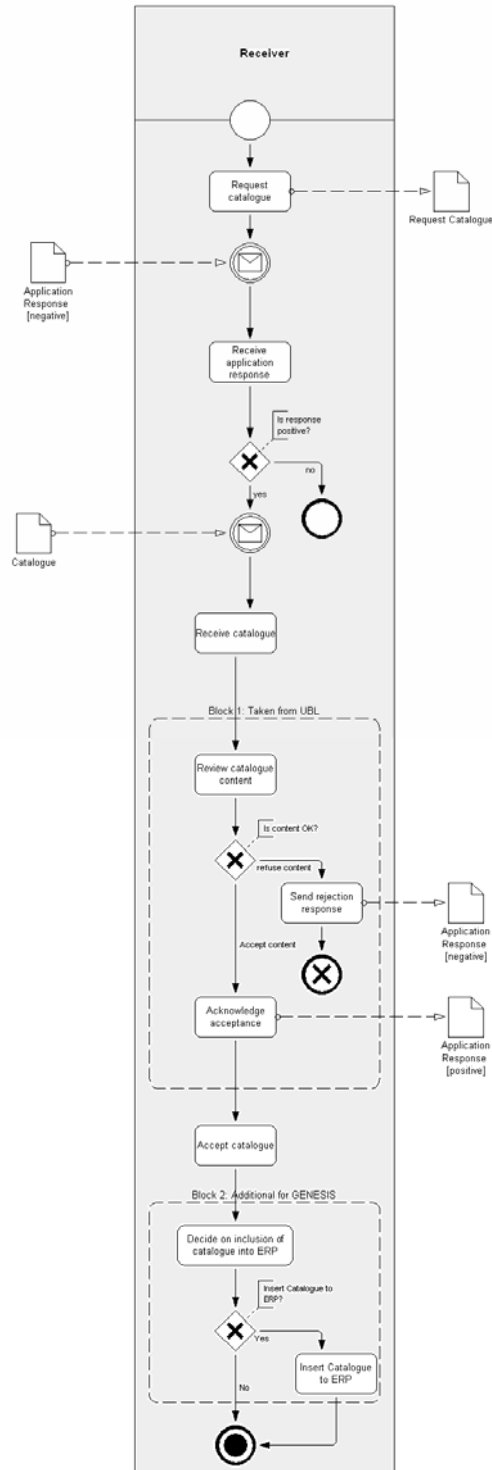 Receiver
Request
catalogue
Request Catalogue
Application
Response
[negative]
Receive
application
response
Is response
positive?
no
yes
Catalogue
Receive catalogue
Block 1: Taken from UBL
Review catalogue
content
Is content OK?
refuse content
Send rejection
response
Application
Response
[negative]
Accept content
Acknowledge
acceptance
Application
Response
[positive]
Accept catalogue
Block 2: Additional for GENESIS
Decide on inclusion of
catalogue into ERP
Insert Catalogue to
ERP?
Yes
Insert Catalogue
to ERP
No